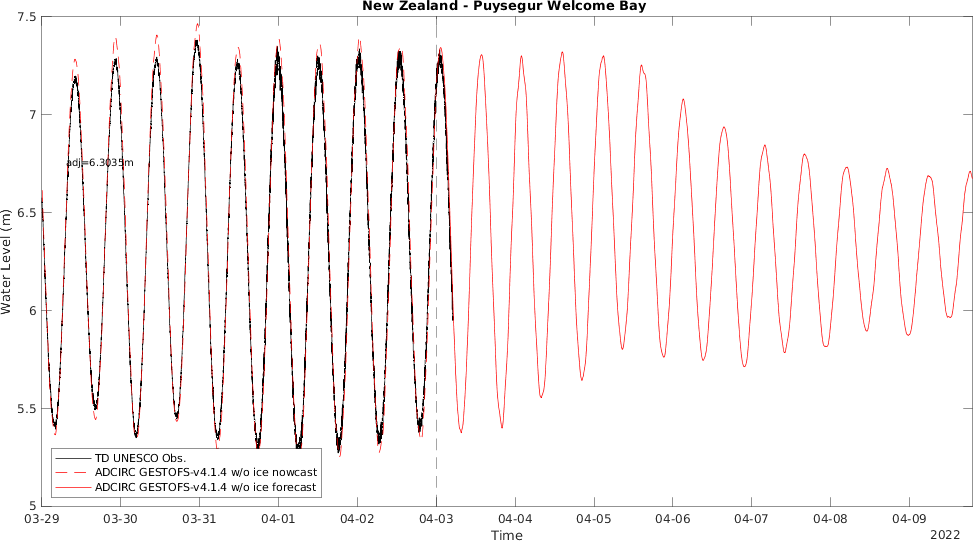 New Zealand - Puysegur Welcome Bay
7.5
7
6.5
6
5.5
5
Water Level (m)
adj=6.3035m
TD UNESCO Obs.
ADCIRC GESTOFS-v4.1.4 w/o ice nowcast
ADCIRC GESTOFS-v4.1.4 w/o ice forecast
03-29 03-30 03-31 04-01 04-02 04-03 04-04 04-05 04-06 04-07 04-08 04-09
Time
2022